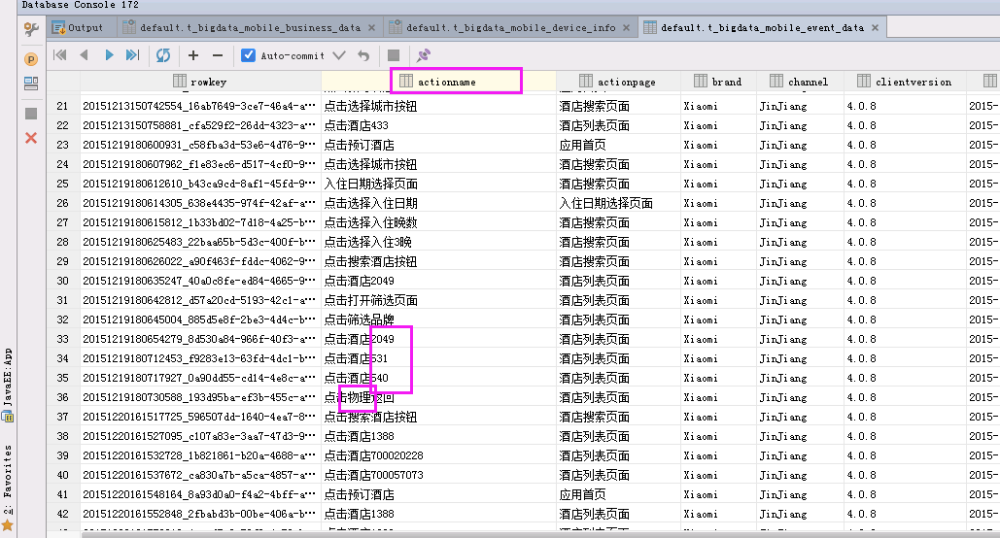 Database Console 172
Output default.t_bigdata_mobile_business_data default.t_bigdata_mobile_device_info default.t_bigdata_mobile_event_data
Auto-commit
rowkey actionname actionpage brand channel clientversion
21 20151213150742554_16ab7649-3ce7-46a4-a… 点击选择城市按钮 酒店搜索页面 Xiaomi JinJiang 4.0.8 2015-
22 20151213150758881_cfa529f2-26dd-4323-a… 点击酒店433 酒店列表页面 Xiaomi JinJiang 4.0.8 2015-
23 20151219180600931_c58fba3d-53e6-4d76-9… 点击预订酒店 应用首页 Xiaomi JinJiang 4.0.8 2015-
24 20151219180607962_f1e83ec6-d517-4cf0-9… 点击选择城市按钮 酒店搜索页面 Xiaomi JinJiang 4.0.8 2015-
25 20151219180612610_b43ca9cd-8af1-45fd-9… 入住日期选择页面 酒店搜索页面 Xiaomi JinJiang 4.0.8 2015-
26 20151219180614305_638e4435-974f-42af-a… 点击选择入住日期 入住日期选择页面 Xiaomi JinJiang 4.0.8 2015-
27 20151219180615812_1b33bd02-7d18-4a25-b… 点击选择入住晚数 酒店搜索页面 Xiaomi JinJiang 4.0.8 2015-
28 20151219180625483_22baa65b-5d3c-400f-b… 点击选择入住3晚 酒店搜索页面 Xiaomi JinJiang 4.0.8 2015-
29 20151219180626022_a90f463f-fddc-4062-9… 点击搜索酒店按钮 酒店搜索页面 Xiaomi JinJiang 4.0.8 2015-
30 20151219180635247_40a0c8fe-ed84-4665-9… 点击酒店2049 酒店列表页面 Xiaomi JinJiang 4.0.8 2015-
31 20151219180642812_d57a20cd-5193-42c1-a… 点击打开筛选页面 酒店列表页面 Xiaomi JinJiang 4.0.8 2015-
32 20151219180645004_885d5e8f-2be3-4d4c-b… 点击筛选品牌 酒店列表页面 Xiaomi JinJiang 4.0.8 2015-
33 20151219180654279_8d530a84-966f-40f3-a… 点击酒店2049 酒店列表页面 Xiaomi JinJiang 4.0.8 2015-
34 20151219180712453_f9283e13-63fd-4dc1-b… 点击酒店531 酒店列表页面 Xiaomi JinJiang 4.0.8 2015-
35 20151219180717927_0a90dd55-cd14-4e8c-a… 点击酒店540 酒店列表页面 Xiaomi JinJiang 4.0.8 2015-
36 20151219180730588_193d95ba-ef3b-455c-a… 点击物理返回 酒店列表页面 Xiaomi JinJiang 4.0.8 2015-
37 20151220161517725_596507dd-1640-4ea7-8… 点击搜索酒店按钮 酒店搜索页面 Xiaomi JinJiang 4.0.8 2015-
38 20151220161527095_c107a83e-3aa7-47d3-9… 点击酒店1388 酒店列表页面 Xiaomi JinJiang 4.0.8 2015-
39 20151220161532728_1b821861-b20a-4688-a… 点击酒店700020228 酒店列表页面 Xiaomi JinJiang 4.0.8 2015-
40 20151220161537672_ca830a7b-a5ca-4857-a… 点击酒店700057073 酒店列表页面 Xiaomi JinJiang 4.0.8 2015-
41 20151220161548164_8a93d0a0-f4a2-4bff-a… 点击预订酒店 应用首页 Xiaomi JinJiang 4.0.8 2015-
42 20151220161552848_2fbabd3b-00be-406a-b… 点击酒店1388 酒店列表页面 Xiaomi JinJiang 4.0.8 2015-
JavaEE:App
2: Favorites